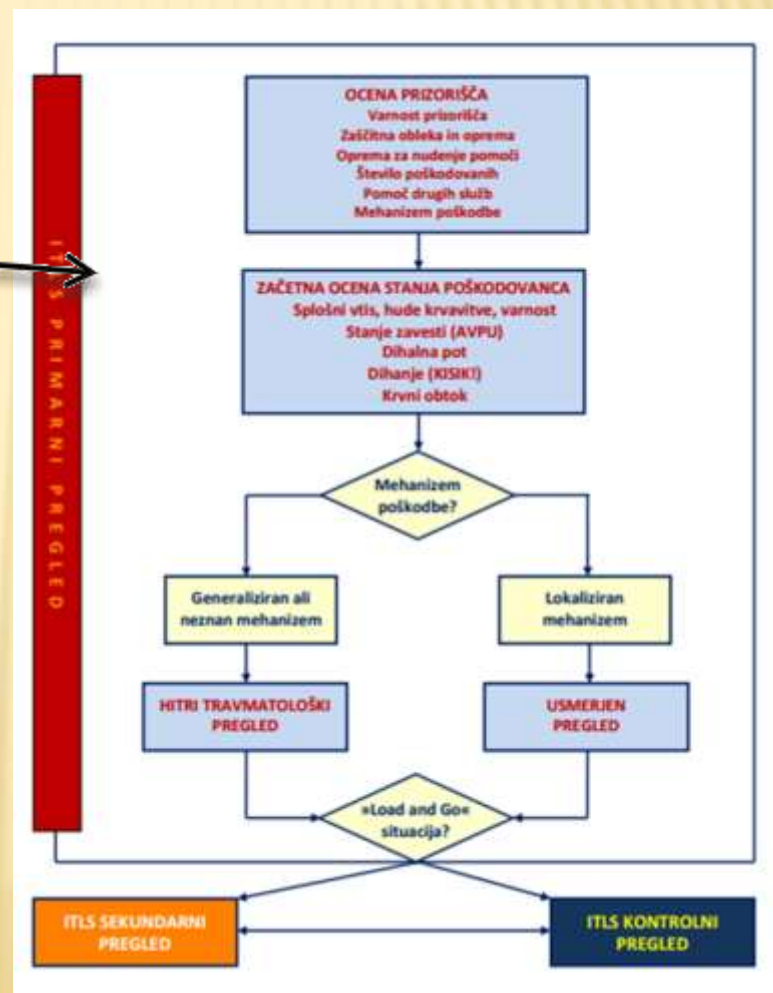 ITLS PRIMARNI PREGLED
OCENA PRIZORIŠČA
Varnost prizorišča
Zaščitna obleka in oprema
Oprema za nudenje pomoči
Število poškodovanih
Pomoč drugih služb
Mehanizem poškodbe
ZAČETNA OCENA STANJA POŠKODOVANCA
Splošni vtis, hude krvavitve, varnost
Stanje zavesti (AVPU)
Dihalna pot
Dihanje (KISIK!)
Krvni obtok
Mehanizem
poškodbe?
Generaliziran ali
neznan mehanizem
Lokaliziran
mehanizem
HITRI TRAVMATOLOŠKI
PREGLED
USMERJEN
PREGLED
»Load and Go«
situacija?
ITLS SEKUNDARNI
PREGLED
ITLS KONTROLNI
PREGLED